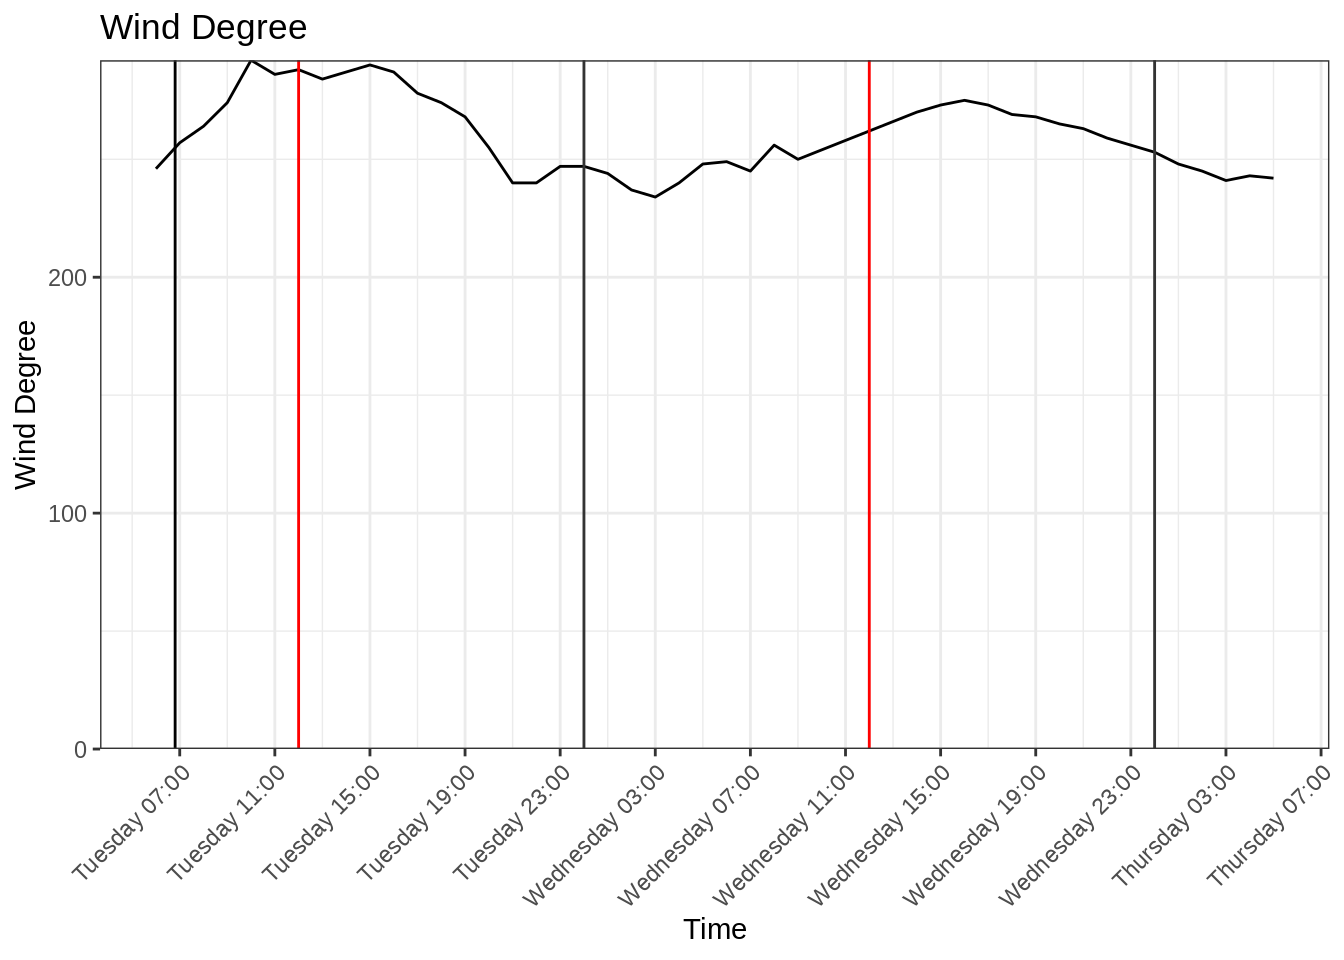 Wind Degree
Wind Degree
200
100
0
Tuesday 07:00
Tuesday 11:00
Tuesday 15:00
Tuesday 19:00
Tuesday 23:00
Wednesday 03:00
Wednesday 07:00
Wednesday 11:00
Wednesday 15:00
Wednesday 19:00
Wednesday 23:00
Thursday 03:00
Thursday 07:00
Time